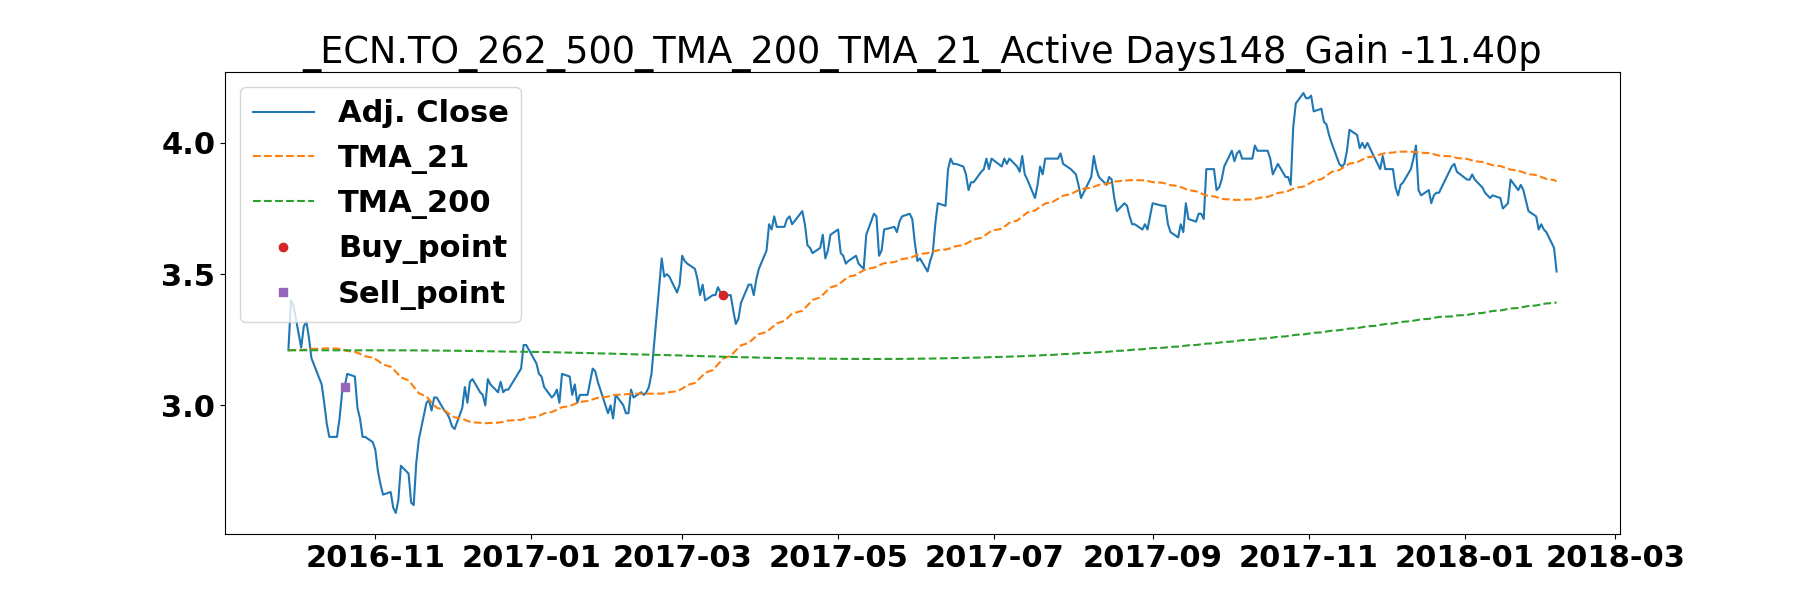 _ECN.TO_262_500_TMA_200_TMA_21_Active Days148_Gain -11.40p
Adj. Close
TMA_21
TMA_200
Buy_point
Sell_point
4.0
3.5
3.0
2016-11 2017-01 2017-03 2017-05 2017-07 2017-09 2017-11 2018-01 2018-03